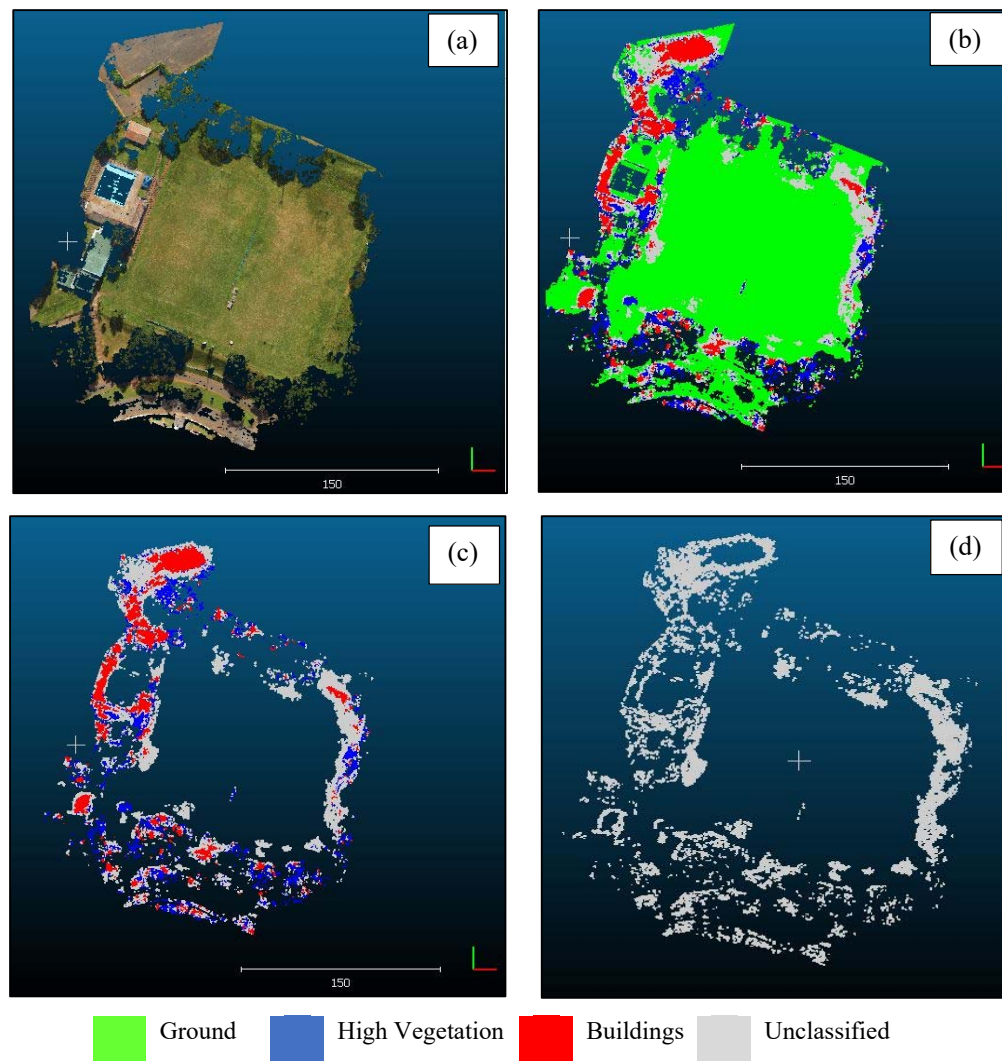 (a)
(b)
150
150
(c)
(d)
150
Ground High Vegetation Buildings Unclassified